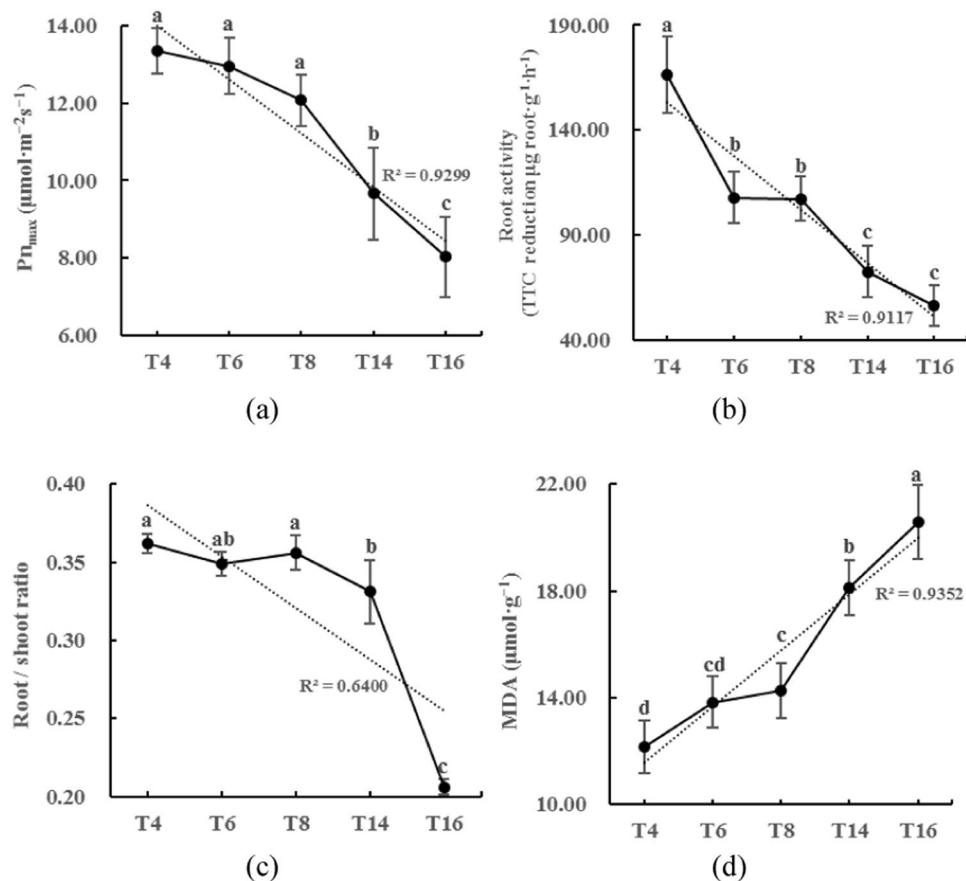 14.00
12.00
10.00
8.00
6.00
Pn_max (μmol·m⁻²s⁻¹)
a
a
a
b
c
R² = 0.9299
T4 T6 T8 T14 T16
(a)
190.00
140.00
90.00
40.00
Root activity
(TTC reduction μg root·g⁻¹·h⁻¹)
a
b
b
c
c
R² = 0.9117
T4 T6 T8 T14 T16
(b)
0.40
0.35
0.30
0.25
0.20
Root / shoot ratio
a
ab
a
b
c
R² = 0.6400
T4 T6 T8 T14 T16
(c)
22.00
18.00
14.00
10.00
MDA (μmol·g⁻¹)
d
cd
c
b
a
R² = 0.9352
T4 T6 T8 T14 T16
(d)